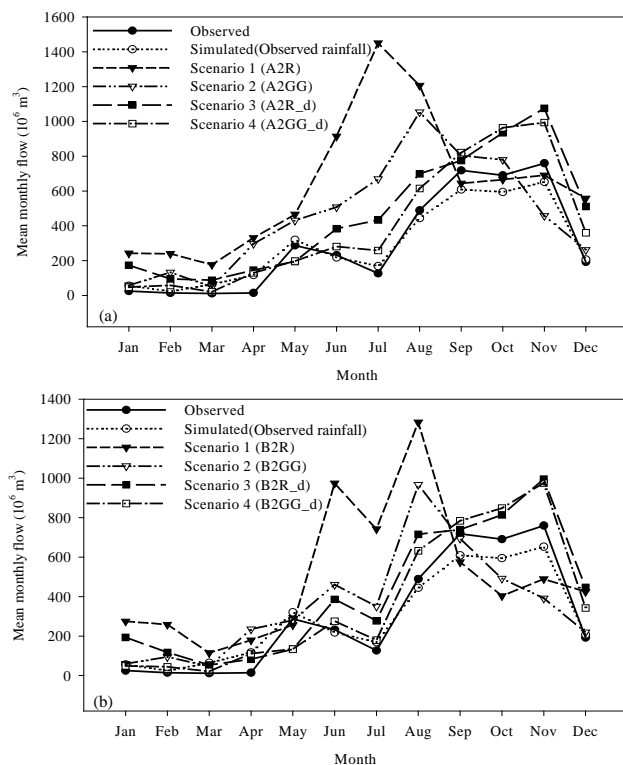 1600
1400
1200
1000
800
600
400
200
0
Mean monthly flow (10⁶ m³)
Observed
Simulated(Observed rainfall)
Scenario 1 (A2R)
Scenario 2 (A2GG)
Scenario 3 (A2R_d)
Scenario 4 (A2GG_d)
(a)
Jan Feb Mar Apr May Jun Jul Aug Sep Oct Nov Dec
Month
1400
1200
1000
800
600
400
200
0
Mean monthly flow (10⁶ m³)
Observed
Simulated(Observed rainfall)
Scenario 1 (B2R)
Scenario 2 (B2GG)
Scenario 3 (B2R_d)
Scenario 4 (B2GG_d)
(b)
Jan Feb Mar Apr May Jun Jul Aug Sep Oct Nov Dec
Month